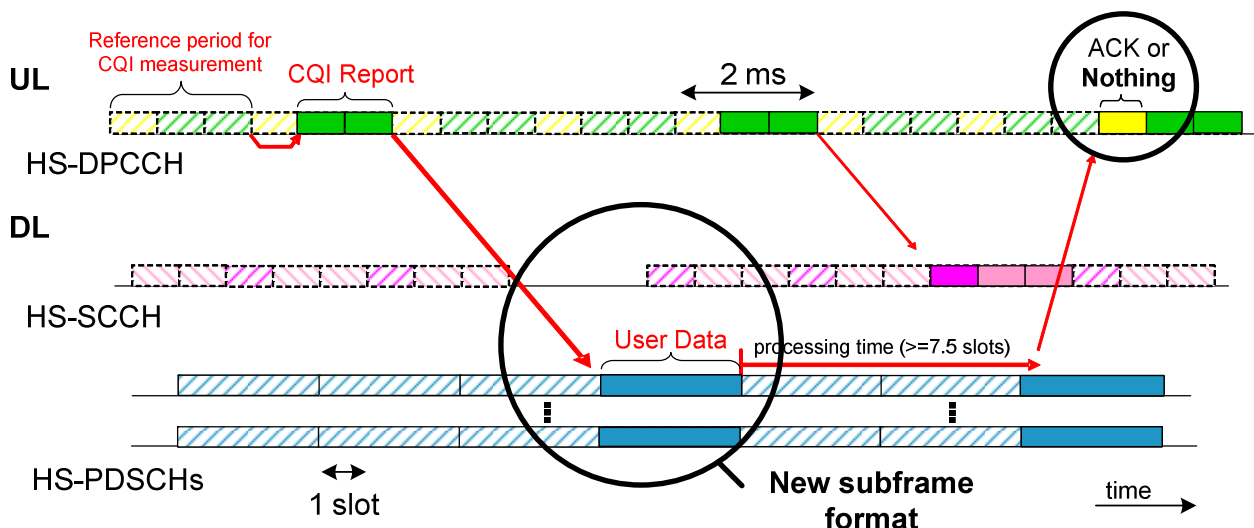 Reference period for
CQI measurement
UL
CQI Report
2 ms
ACK or
Nothing
HS-DPCCH
DL
HS-SCCH
User Data
processing time (>=7.5 slots)
HS-PDSCHs
1 slot
New subframe
format
time